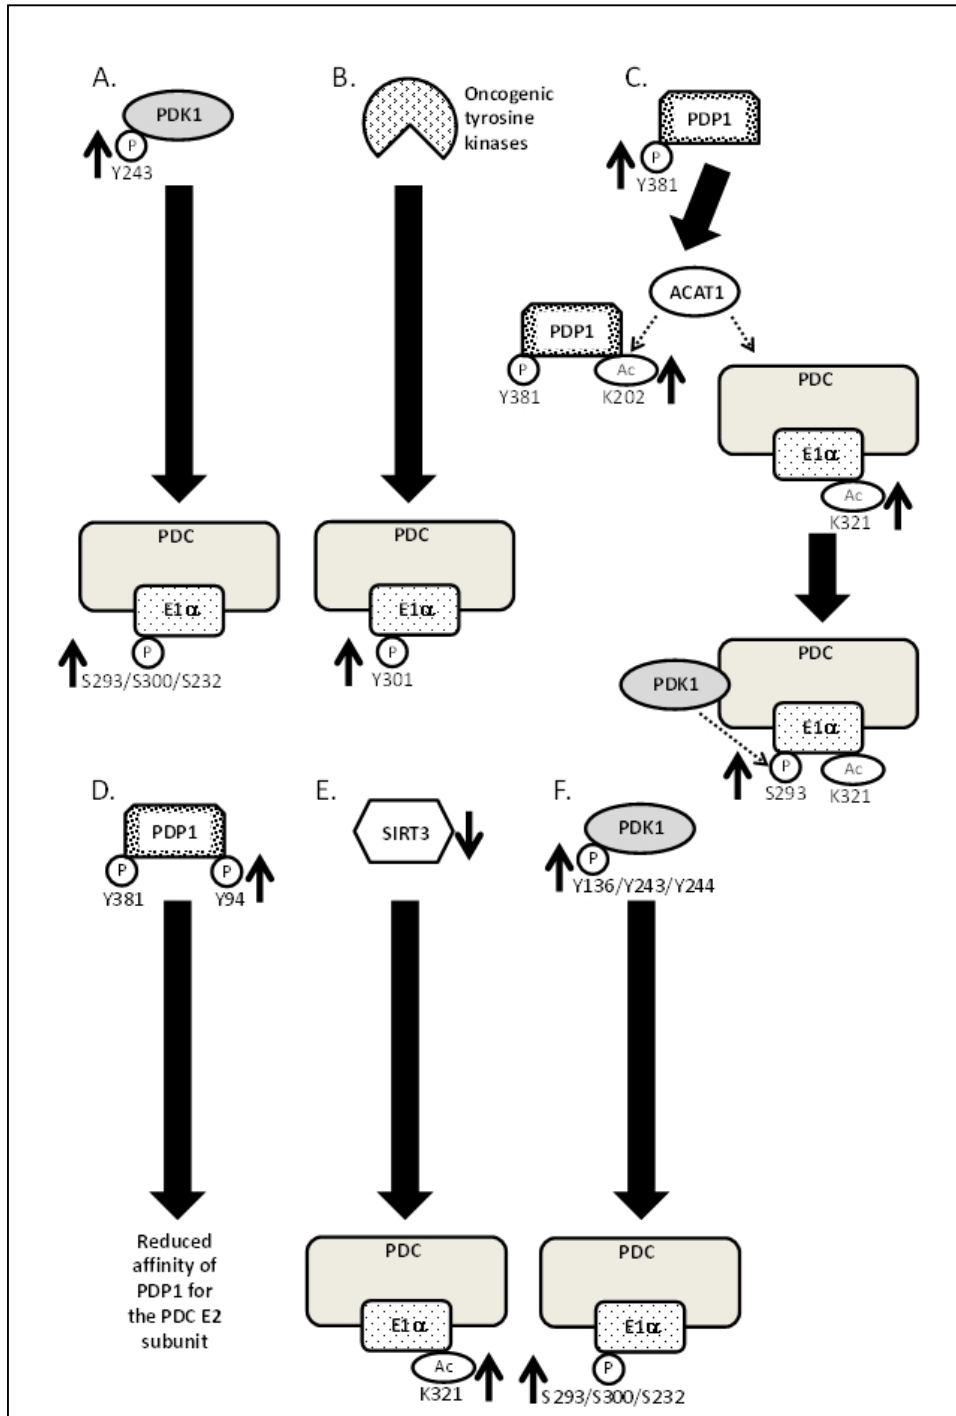 A.
PDK1
P
Y243
PDC
E1α
P
S293/S300/S232
B.
Oncogenic
tyrosine
kinases
PDC
E1α
P
Y301
C.
PDP1
P
Y381
ACAT1
PDP1
P
Ac
Y381
K202
PDC
E1α
Ac
K321
PDC
PDK1
E1α
P
Ac
S293
K321
D.
PDP1
P
P
Y381
Y94
Reduced
affinity of
PDP1 for
the PDC E2
subunit
E.
SIRT3
PDC
E1α
Ac
K321
F.
PDK1
P
Y136/Y243/Y244
PDC
E1α
P
S293/S300/S232